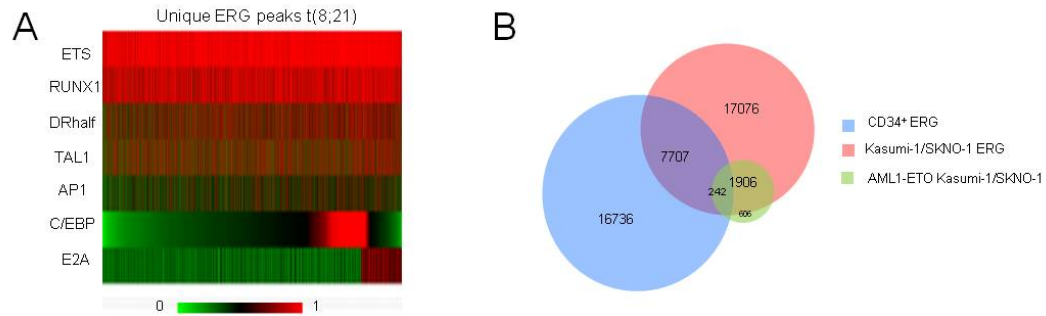 A
Unique ERG peaks t(8;21)
ETS
RUNX1
DRhalf
TAL1
AP1
C/EBP
E2A
0
1
B
17076
7707
1906
242
606
16736
CD34+ ERG
Kasumi-1/SKNO-1 ERG
AML1-ETO Kasumi-1/SKNO-1